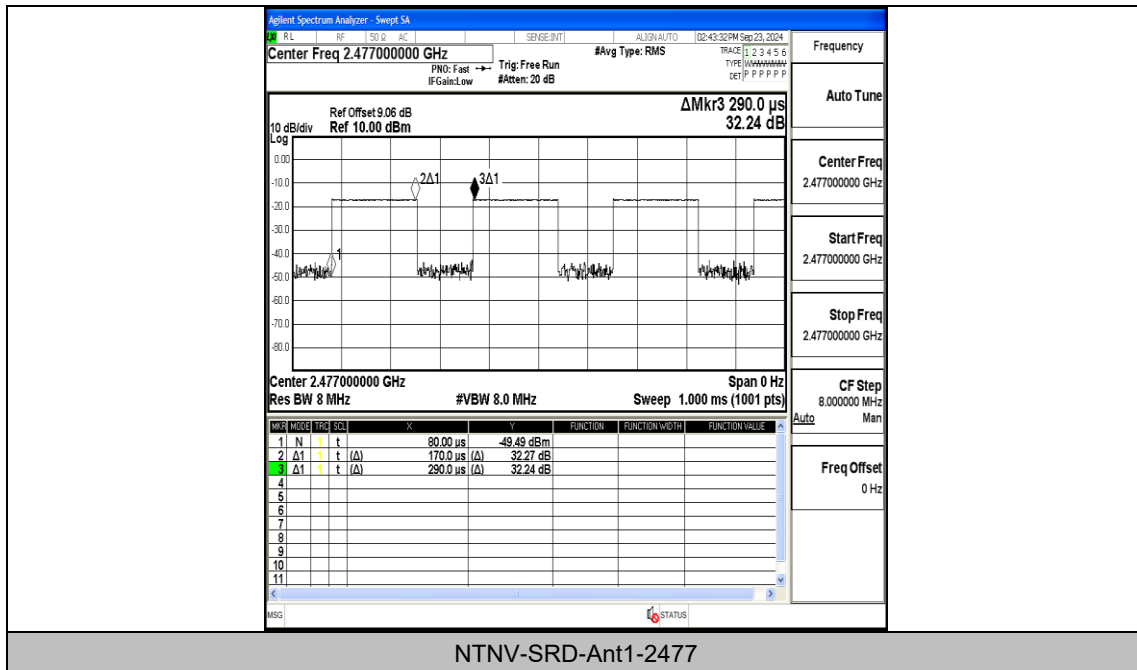 Agilent Spectrum Analyzer - Swept SA
RL RF 50 Ω AC SENSE:INT ALIGN AUTO 02:43:32 PM Sep 23, 2024
Center Freq 2.477000000 GHz
PNO: Fast
IFGain:Low
Trig: Free Run
#Atten: 20 dB
#Avg Type: RMS
TRACE 1 2 3 4 5 6
TYPE
DET P P P P P P
Ref Offset 9.06 dB
10 dB/div Ref 10.00 dBm
Log
ΔMkr3 290.0 µs
32.24 dB
0.00
-10.0
-20.0
-30.0
-40.0
-50.0
-60.0
-70.0
-80.0
2Δ1
3Δ1
1
Center 2.477000000 GHz Span 0 Hz
Res BW 8 MHz #VBW 8.0 MHz Sweep 1.000 ms (1001 pts)
MKR MODE TRC SCL X Y FUNCTION FUNCTION WIDTH FUNCTION VALUE
1 N 1 t 80.00 µs -49.49 dBm
2 Δ1 1 t (Δ) 170.0 µs (Δ) 32.27 dB
3 Δ1 1 t (Δ) 290.0 µs (Δ) 32.24 dB
4
5
6
7
8
9
10
11
MSG STATUS
Frequency
Auto Tune
Center Freq
2.477000000 GHz
Start Freq
2.477000000 GHz
Stop Freq
2.477000000 GHz
CF Step
8.000000 MHz
Auto Man
Freq Offset
0 Hz
NTNV-SRD-Ant1-2477